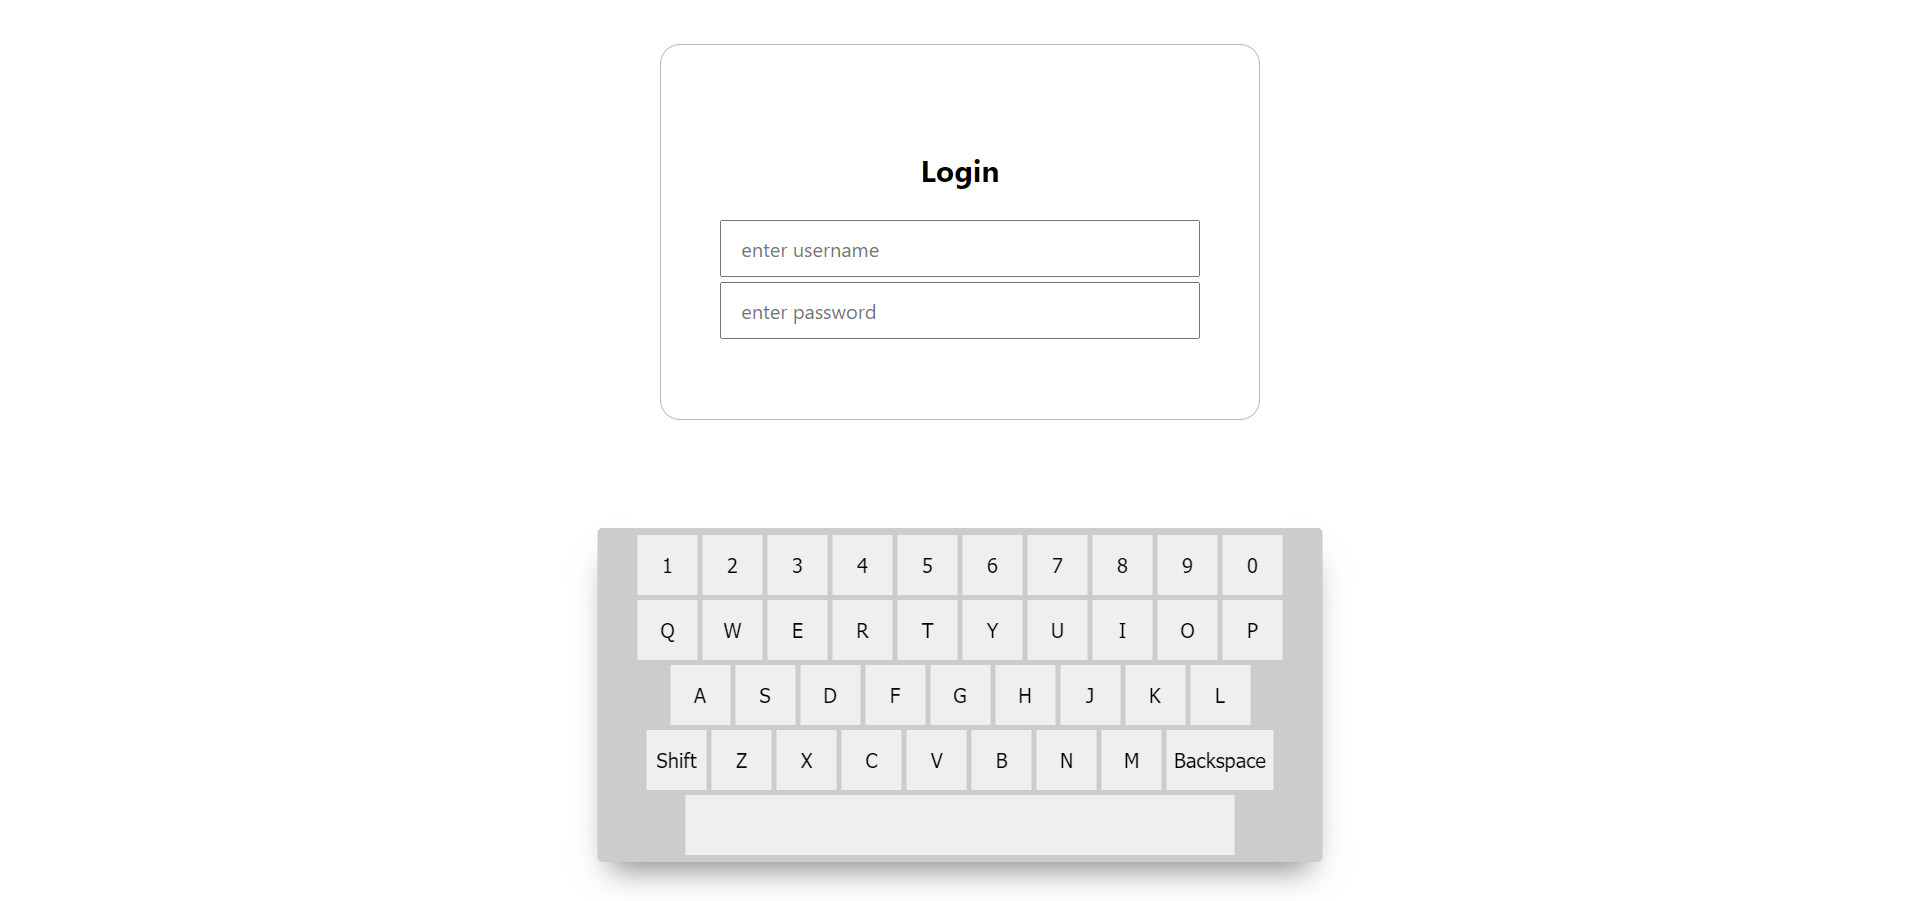 Login
enter username
enter password
1 2 3 4 5 6 7 8 9 0
Q W E R T Y U I O P
A S D F G H J K L
Shift Z X C V B N M Backspace